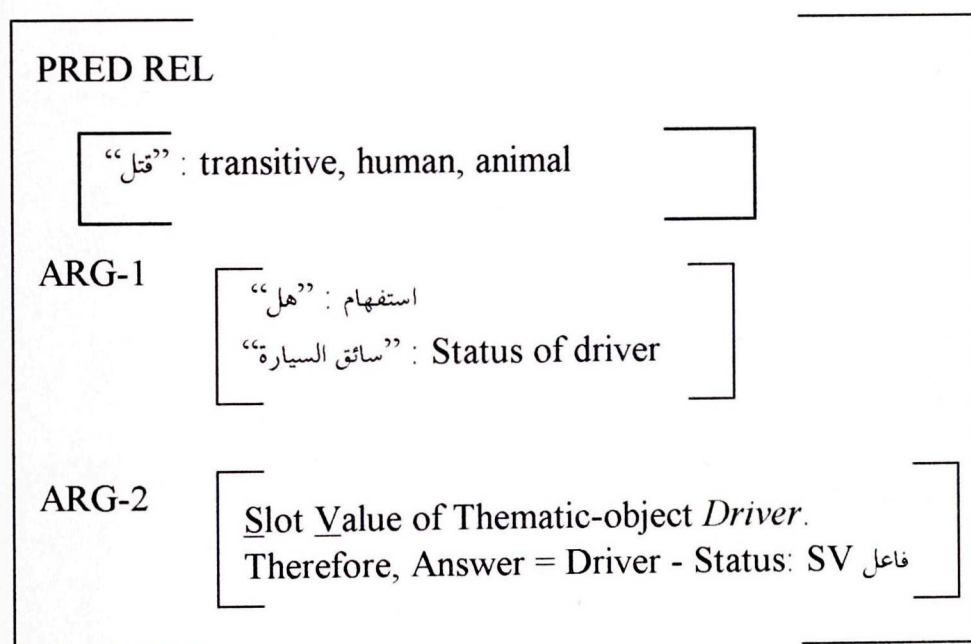 PRED REL
“قتل” : transitive, human, animal
ARG-1
استفهام : “هل”
“سائق السيارة” : Status of driver
ARG-2
Slot Value of Thematic-object Driver.
Therefore, Answer = Driver - Status: SV فاعل